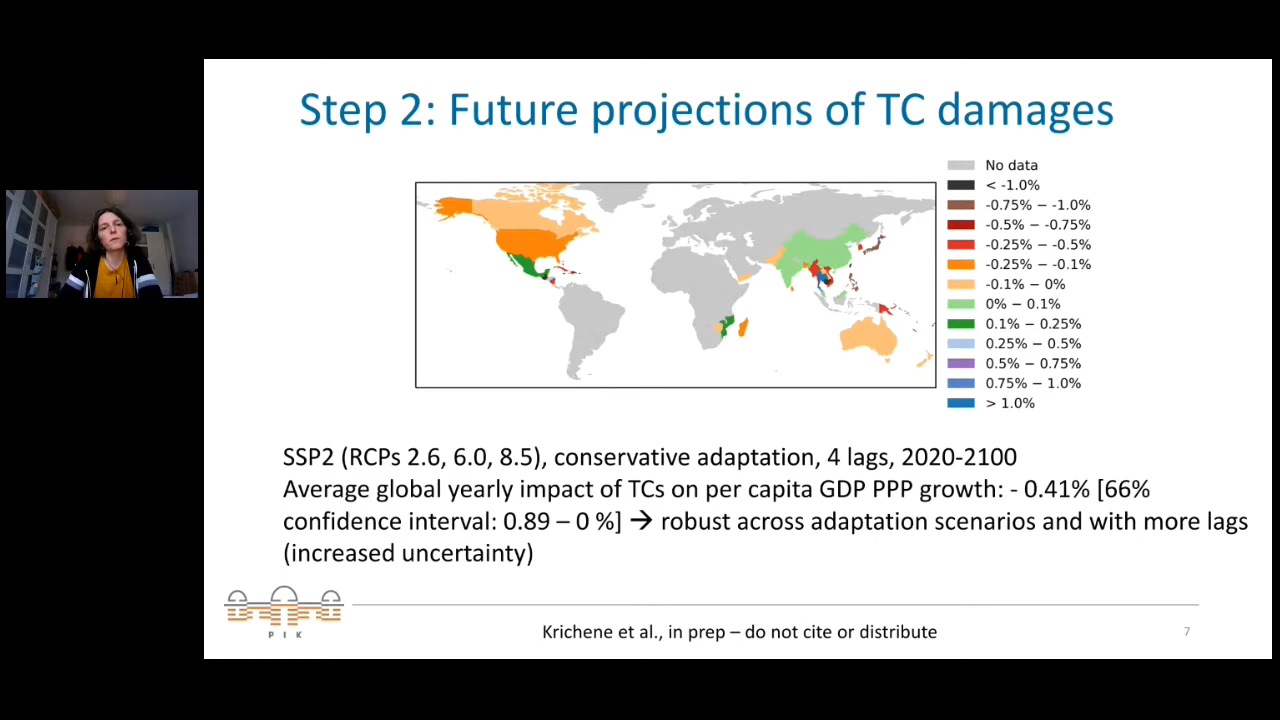 Step 2: Future projections of TC damages
No data
< -1.0%
-0.75% − -1.0%
-0.5% − -0.75%
-0.25% − -0.5%
-0.25% − -0.1%
-0.1% − 0%
0% − 0.1%
0.1% − 0.25%
0.25% − 0.5%
0.5% − 0.75%
0.75% − 1.0%
> 1.0%
SSP2 (RCPs 2.6, 6.0, 8.5), conservative adaptation, 4 lags, 2020-2100
Average global yearly impact of TCs on per capita GDP PPP growth: - 0.41% [66%
confidence interval: 0.89 – 0 %] → robust across adaptation scenarios and with more lags
(increased uncertainty)
P I K
Krichene et al., in prep – do not cite or distribute
7